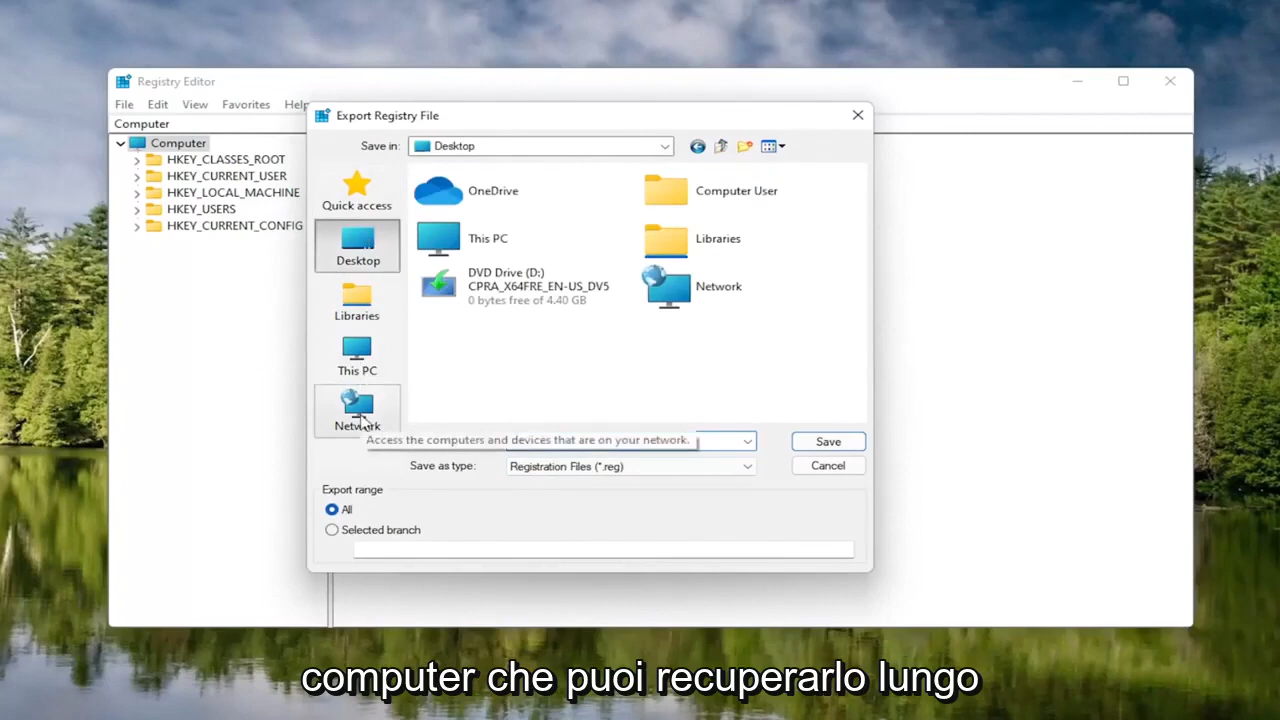 Registry Editor
File Edit View Favorites Help
Computer
Computer
HKEY_CLASSES_ROOT
HKEY_CURRENT_USER
HKEY_LOCAL_MACHINE
HKEY_USERS
HKEY_CURRENT_CONFIG
Export Registry File
Save in: Desktop
Quick access
Desktop
Libraries
This PC
Network
OneDrive
Computer User
This PC
Libraries
DVD Drive (D:)
CPRA_X64FRE_EN-US_DV5
0 bytes free of 4.40 GB
Network
Access the computers and devices that are on your network.
Save
Save as type: Registration Files (*.reg)
Cancel
Export range
All
Selected branch
computer che puoi recuperarlo lungo